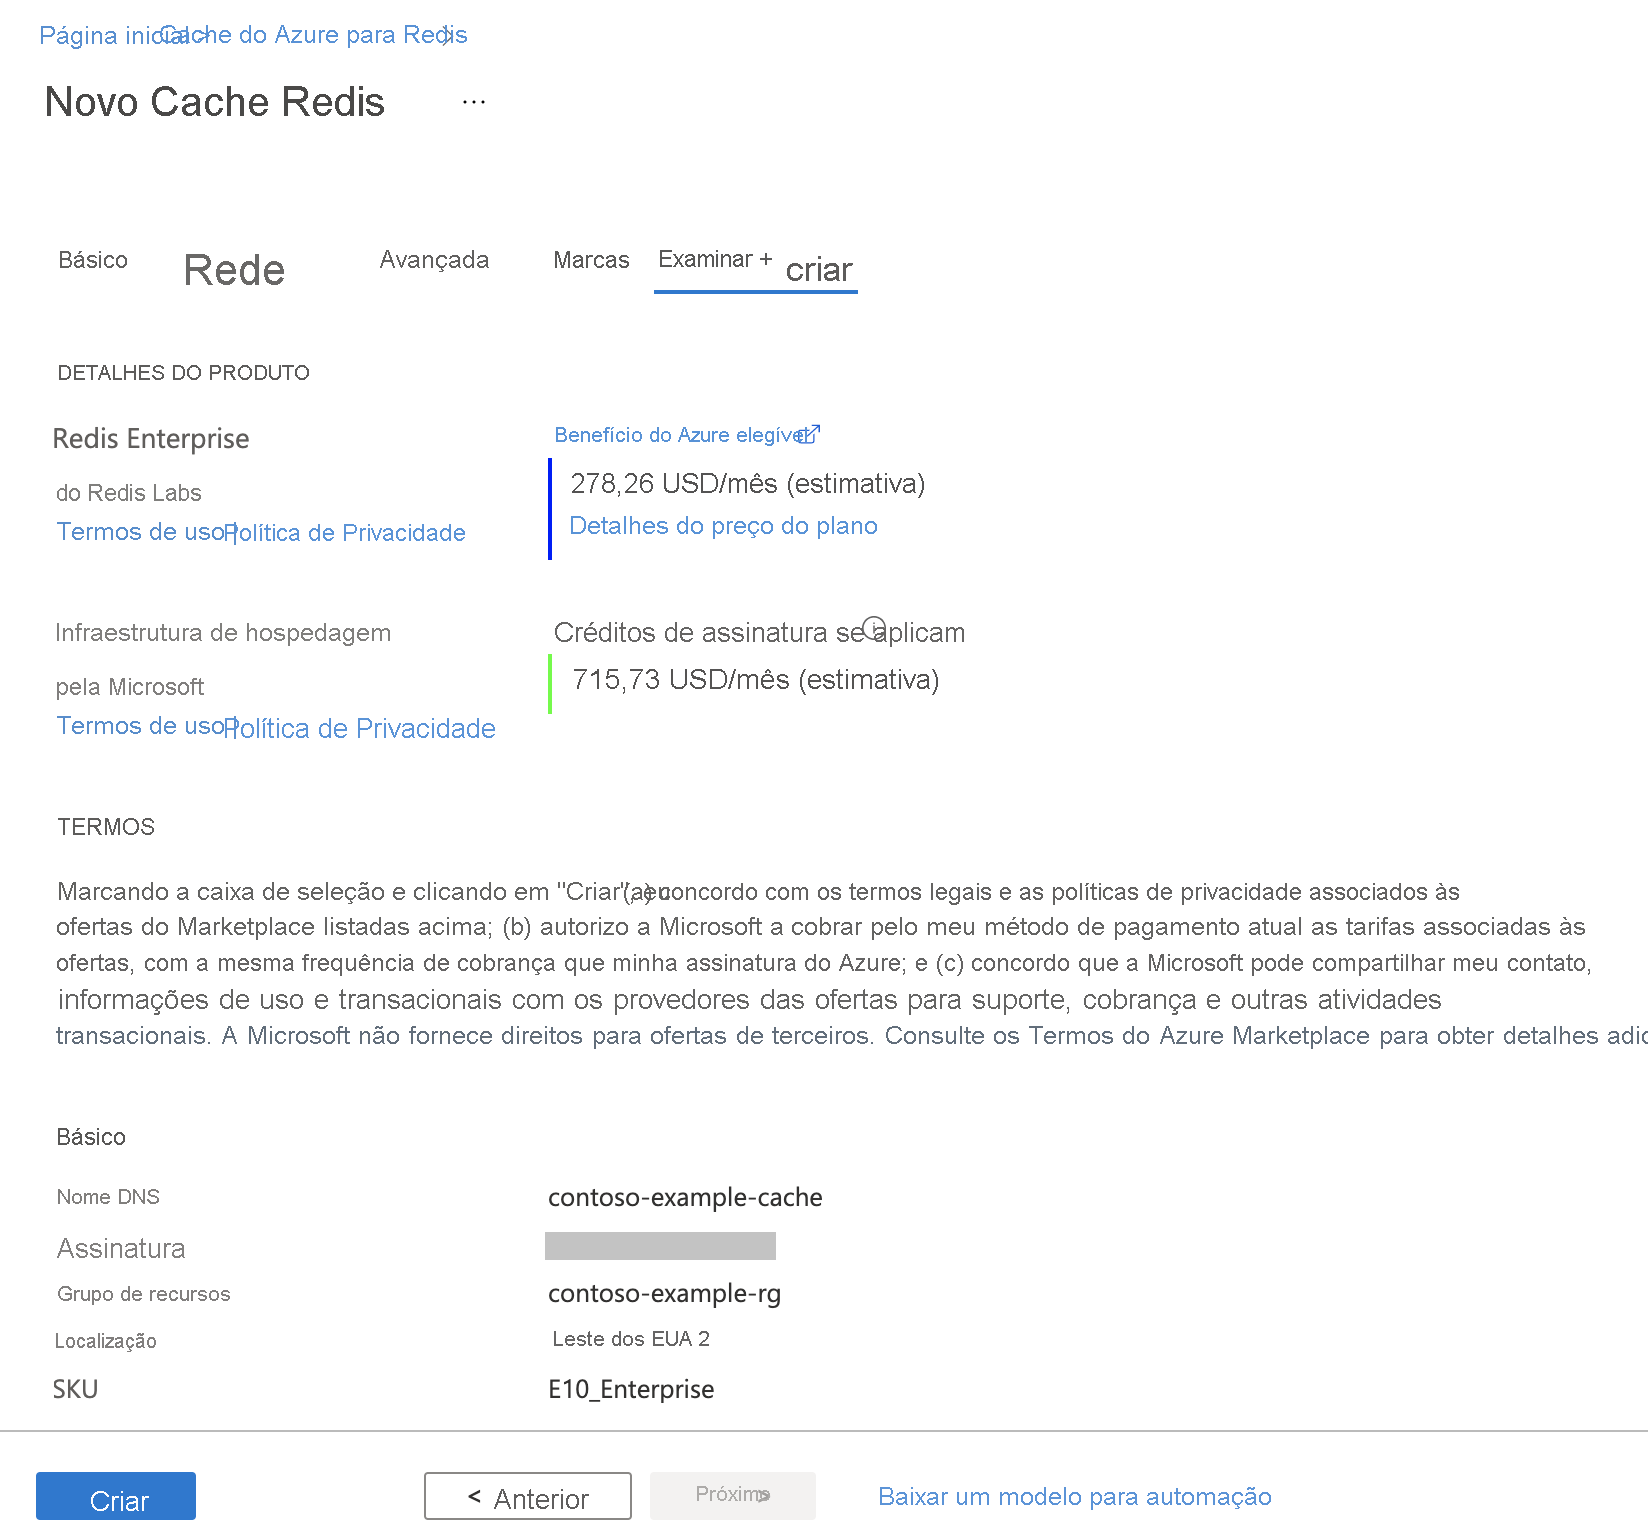 Página inicial >
Cache do Azure para Redis >
Novo Cache Redis ...
Básico Rede Avançada Marcas Examinar + criar
DETALHES DO PRODUTO
Redis Enterprise
do Redis Labs
Termos de uso | Política de Privacidade
Benefício do Azure elegível
278,26 USD/mês (estimativa)
Detalhes do preço do plano
Infraestrutura de hospedagem
pela Microsoft
Termos de uso | Política de Privacidade
Créditos de assinatura se aplicam
715,73 USD/mês (estimativa)
TERMOS
Marcando a caixa de seleção e clicando em "Criar", eu (a) concordo com os termos legais e as políticas de privacidade associados às
ofertas do Marketplace listadas acima; (b) autorizo a Microsoft a cobrar pelo meu método de pagamento atual as tarifas associadas às
ofertas, com a mesma frequência de cobrança que minha assinatura do Azure; e (c) concordo que a Microsoft pode compartilhar meu contato,
informações de uso e transacionais com os provedores das ofertas para suporte, cobrança e outras atividades
transacionais. A Microsoft não fornece direitos para ofertas de terceiros. Consulte os Termos do Azure Marketplace para obter detalhes
Básico
Nome DNS contoso-example-cache
Assinatura
Grupo de recursos contoso-example-rg
Localização Leste dos EUA 2
SKU E10_Enterprise
Criar < Anterior Próximo > Baixar um modelo para automação